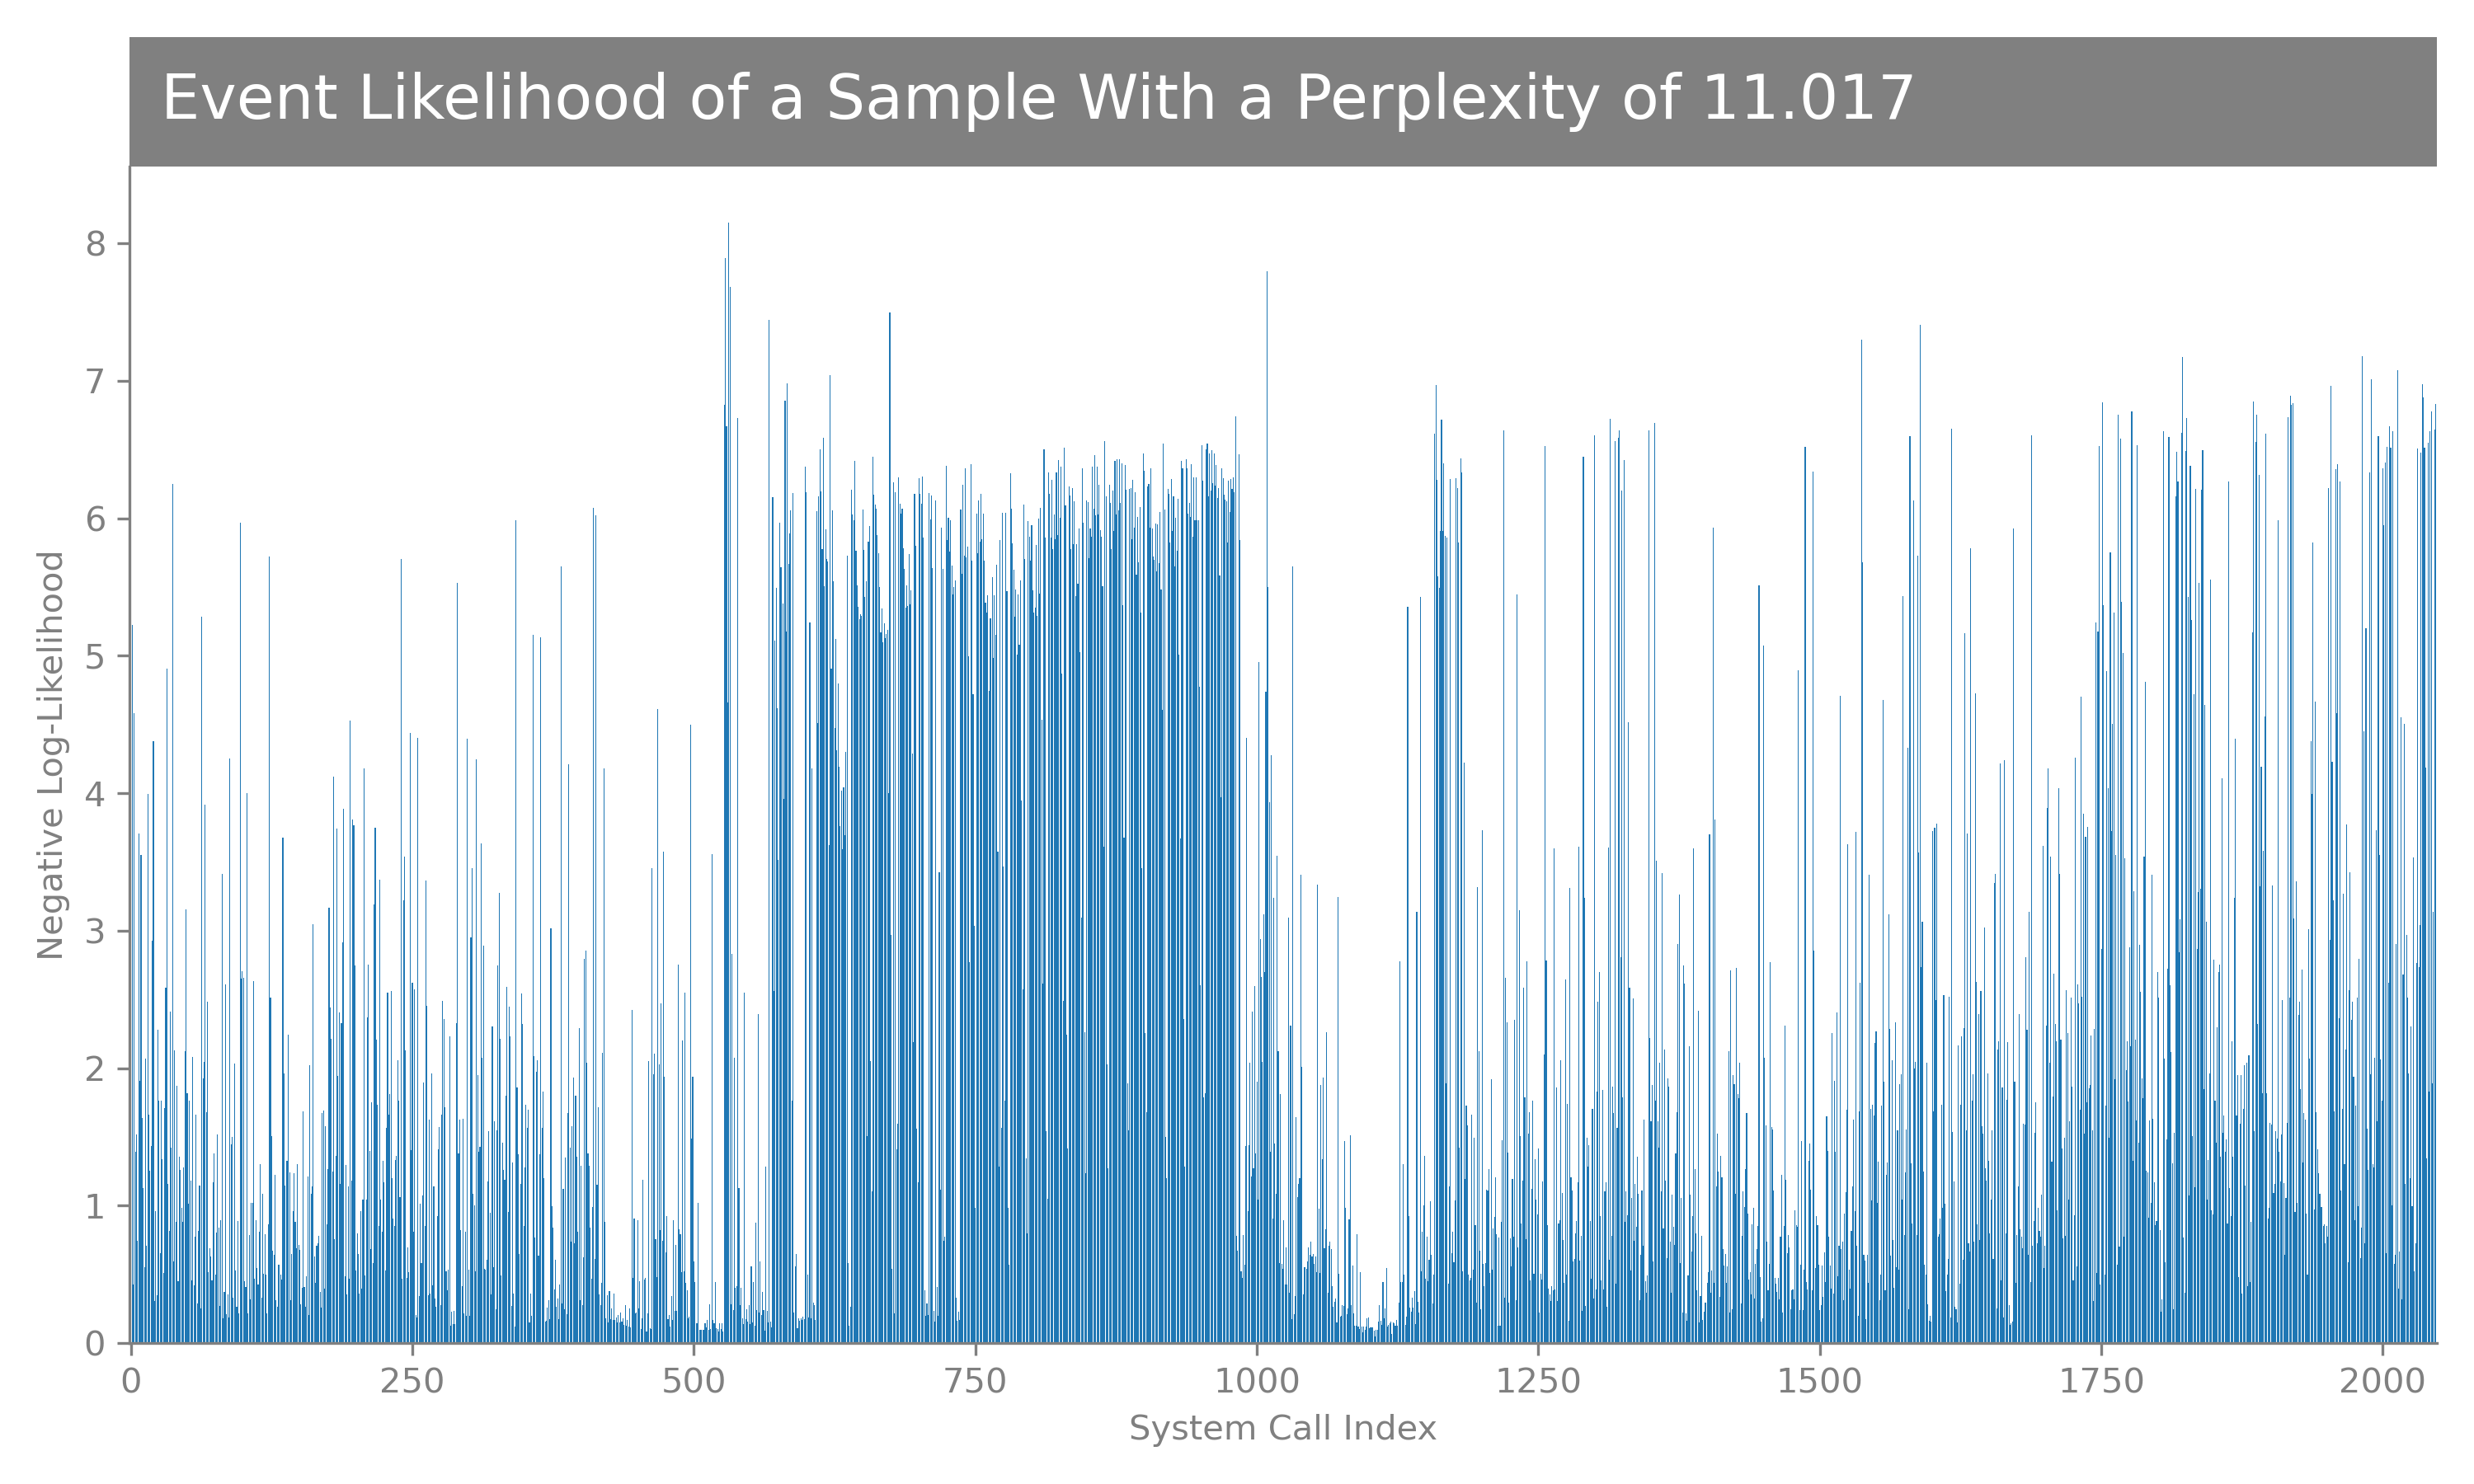 Event Likelihood of a Sample With a Perplexity of 11.017
8
7
6
5
4
3
2
1
0
Negative Log-Likelihood
0 250 500 750 1000 1250 1500 1750 2000
System Call Index